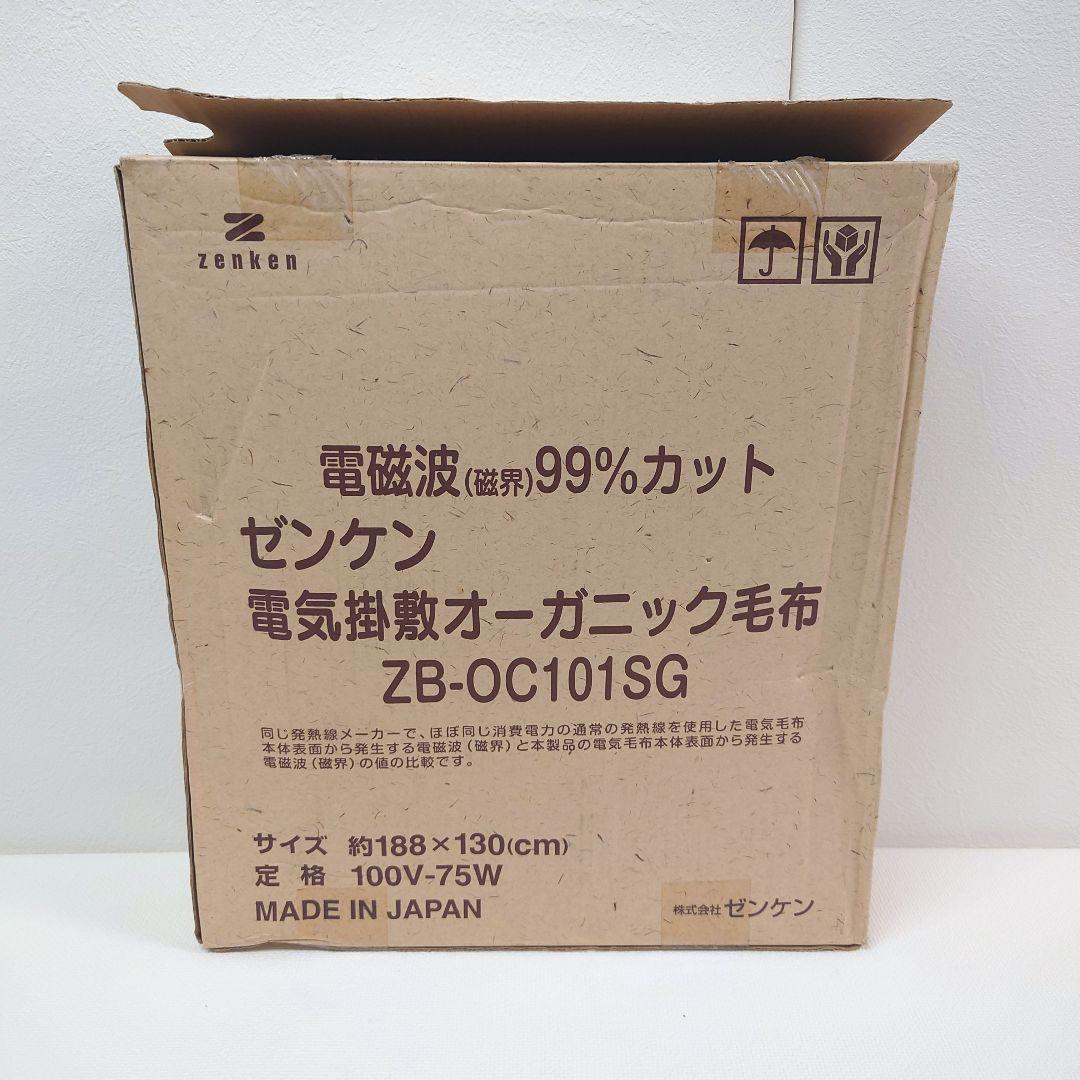 zenken
電磁波(磁界)99%カット
ゼンケン
電気掛敷オーガニック毛布
ZB-OC101SG
同じ発熱線メーカーで、ほぼ同じ消費電力の通常の発熱線を使用した電気毛布
本体表面から発生する電磁波(磁界)と本製品の電気毛布本体表面から発生する
電磁波(磁界)の値の比較です。
サイズ 約188×130(cm)
定格 100V-75W
MADE IN JAPAN
株式会社ゼンケン